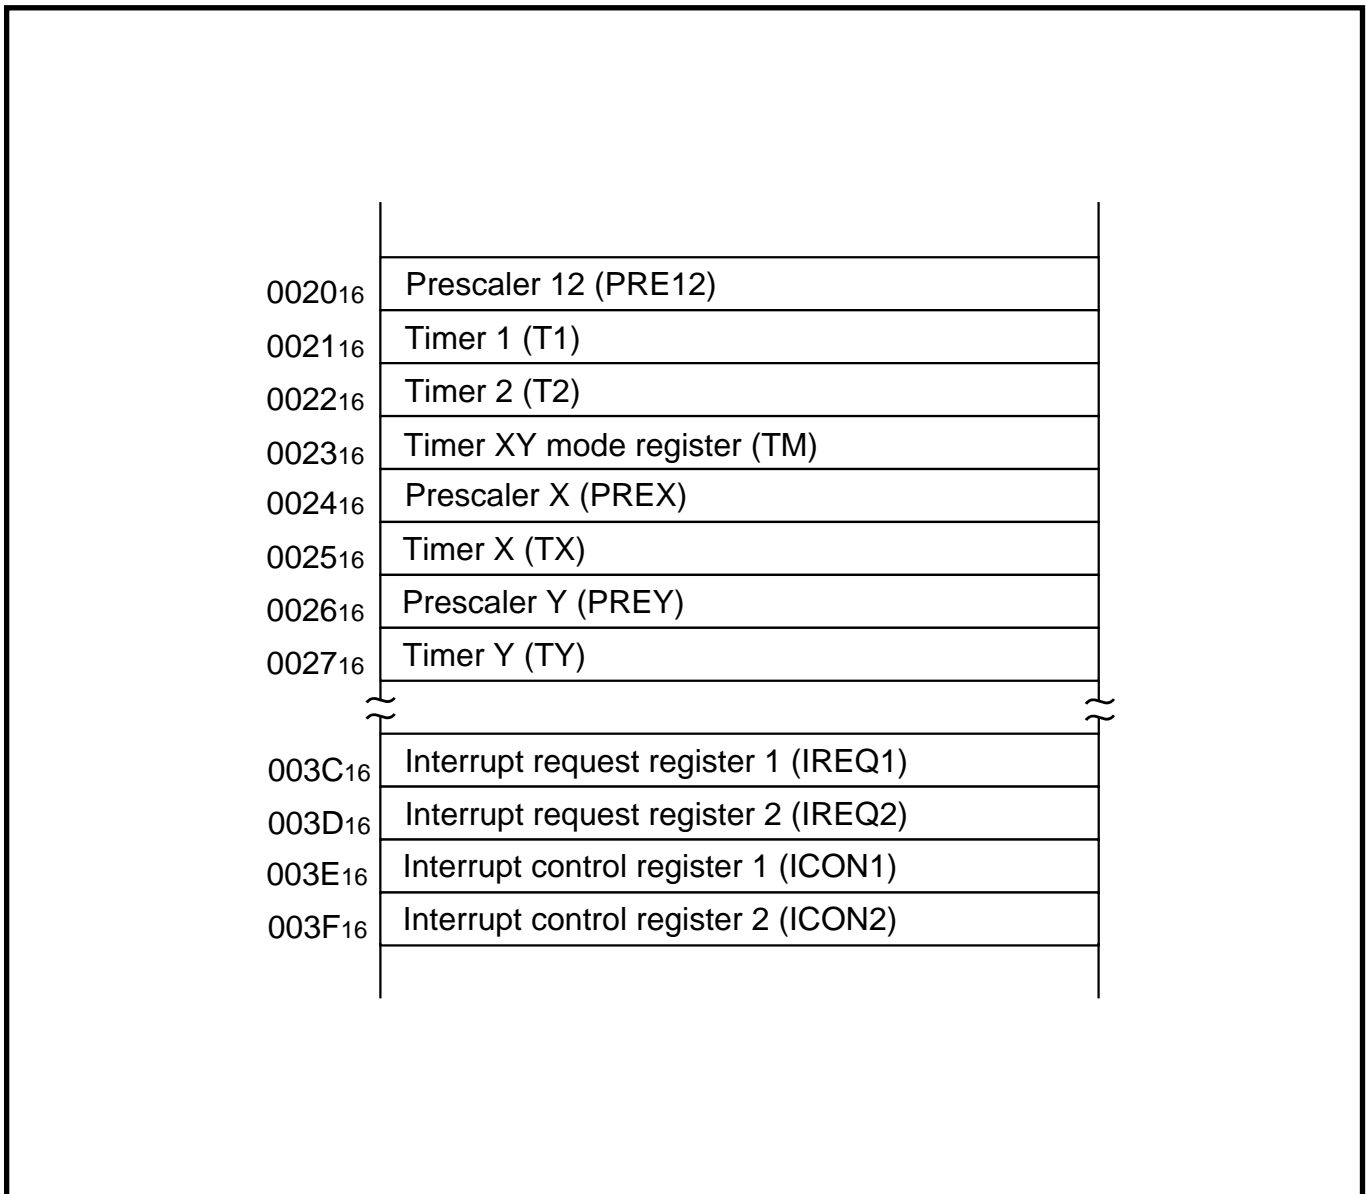 0020₁₆ Prescaler 12 (PRE12)
0021₁₆ Timer 1 (T1)
0022₁₆ Timer 2 (T2)
0023₁₆ Timer XY mode register (TM)
0024₁₆ Prescaler X (PREX)
0025₁₆ Timer X (TX)
0026₁₆ Prescaler Y (PREY)
0027₁₆ Timer Y (TY)
003C₁₆ Interrupt request register 1 (IREQ1)
003D₁₆ Interrupt request register 2 (IREQ2)
003E₁₆ Interrupt control register 1 (ICON1)
003F₁₆ Interrupt control register 2 (ICON2)